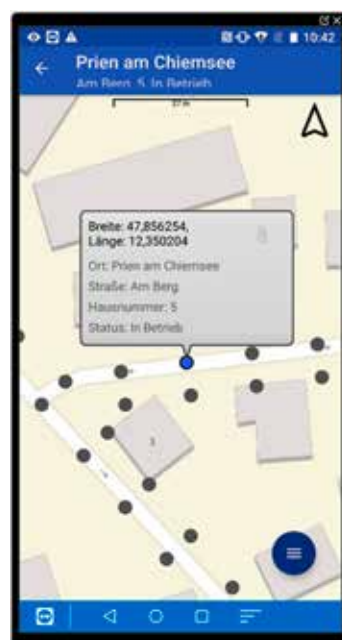 10:42
Prien am Chiemsee
Am Berg, 5, In Betrieb
Breite: 47,856254,
Länge: 12,350204
Ort: Prien am Chiemsee
Straße: Am Berg
Hausnummer: 5
Status: In Betrieb